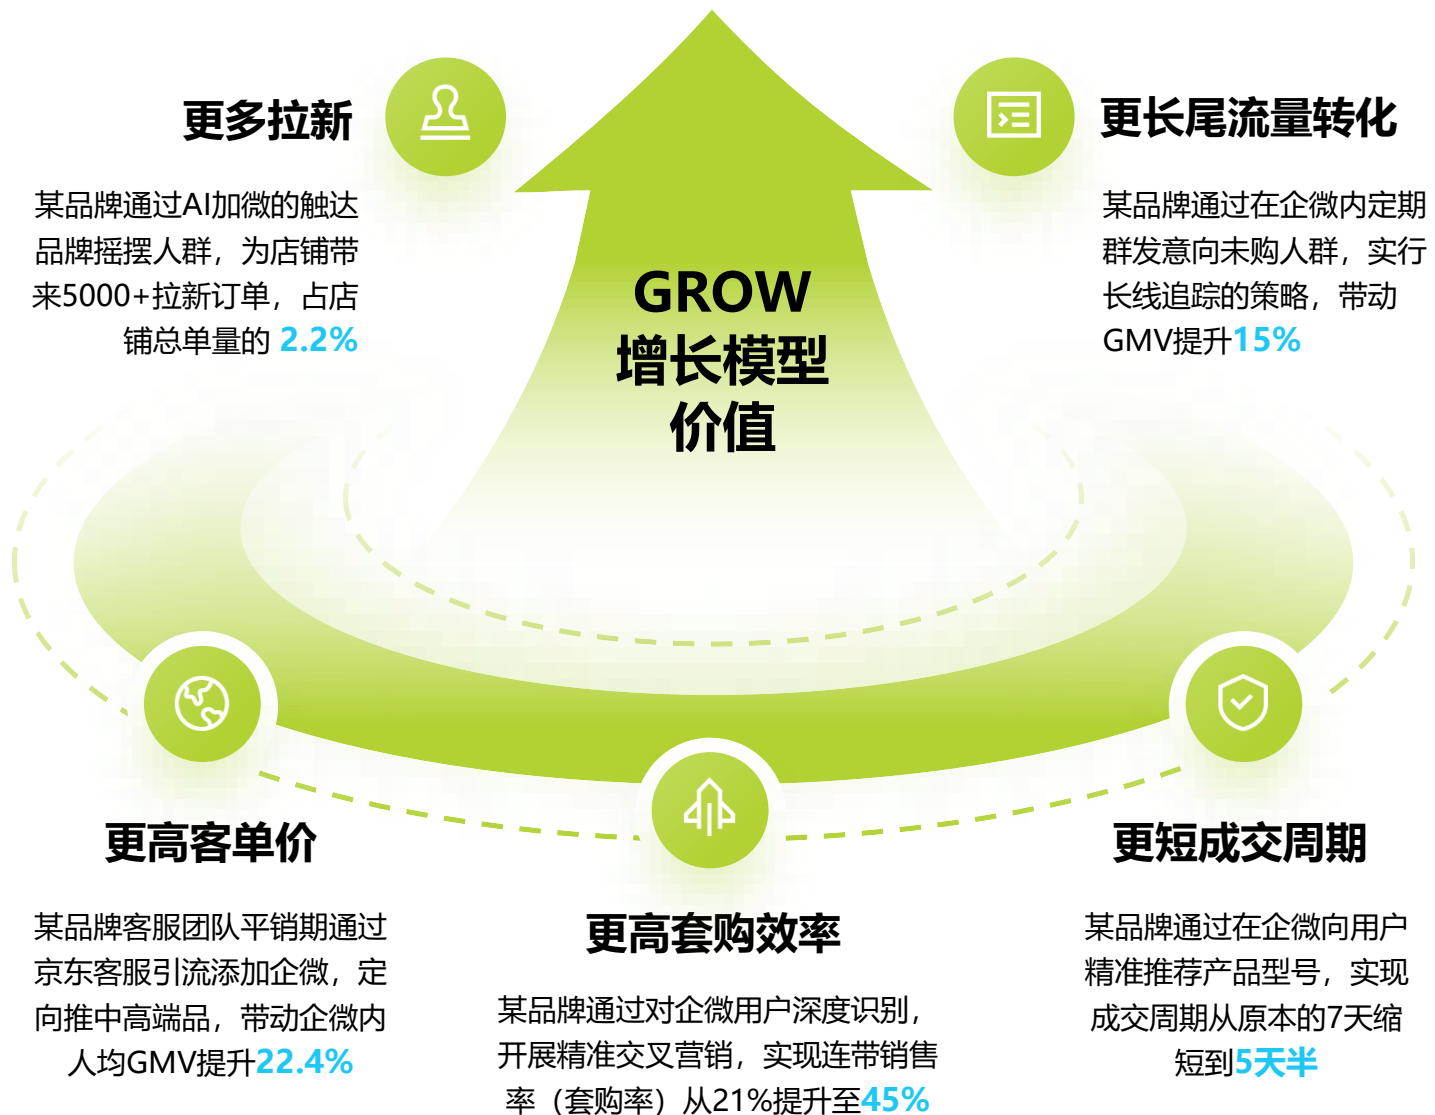 更多拉新
某品牌通过AI加微的触达
品牌摇摆人群，为店铺带
来5000+拉新订单，占店
铺总单量的 2.2%
GROW
增长模型
价值
更长尾流量转化
某品牌通过在企微内定期
群发意向未购人群，实行
长线追踪的策略，带动
GMV提升15%
更高客单价
某品牌客服团队平销期通过
京东客服引流添加企微，定
向推中高端品，带动企微内
人均GMV提升22.4%
更高套购效率
某品牌通过对企微用户深度识别，
开展精准交叉营销，实现连带销售
率（套购率）从21%提升至45%
更短成交周期
某品牌通过在企微向用户
精准推荐产品型号，实现
成交周期从原本的7天缩
短到5天半